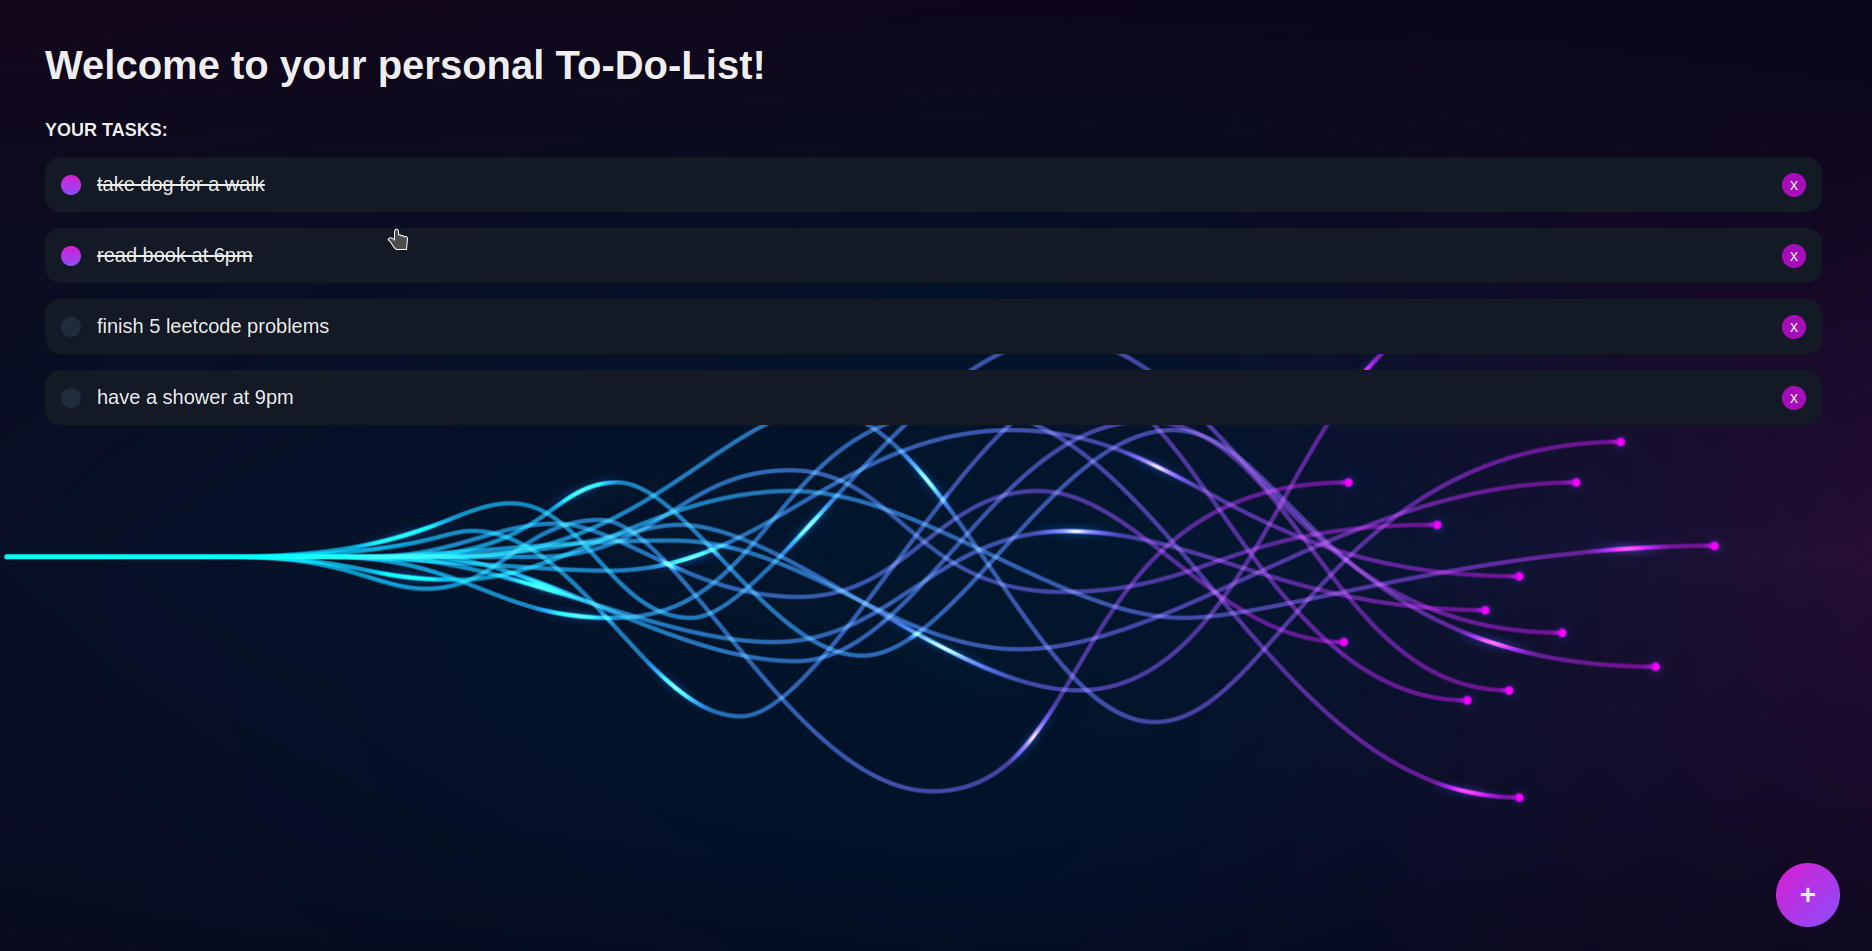 Welcome to your personal To-Do-List!
YOUR TASKS:
take dog for a walk x
read book at 6pm x
finish 5 leetcode problems x
have a shower at 9pm x
+